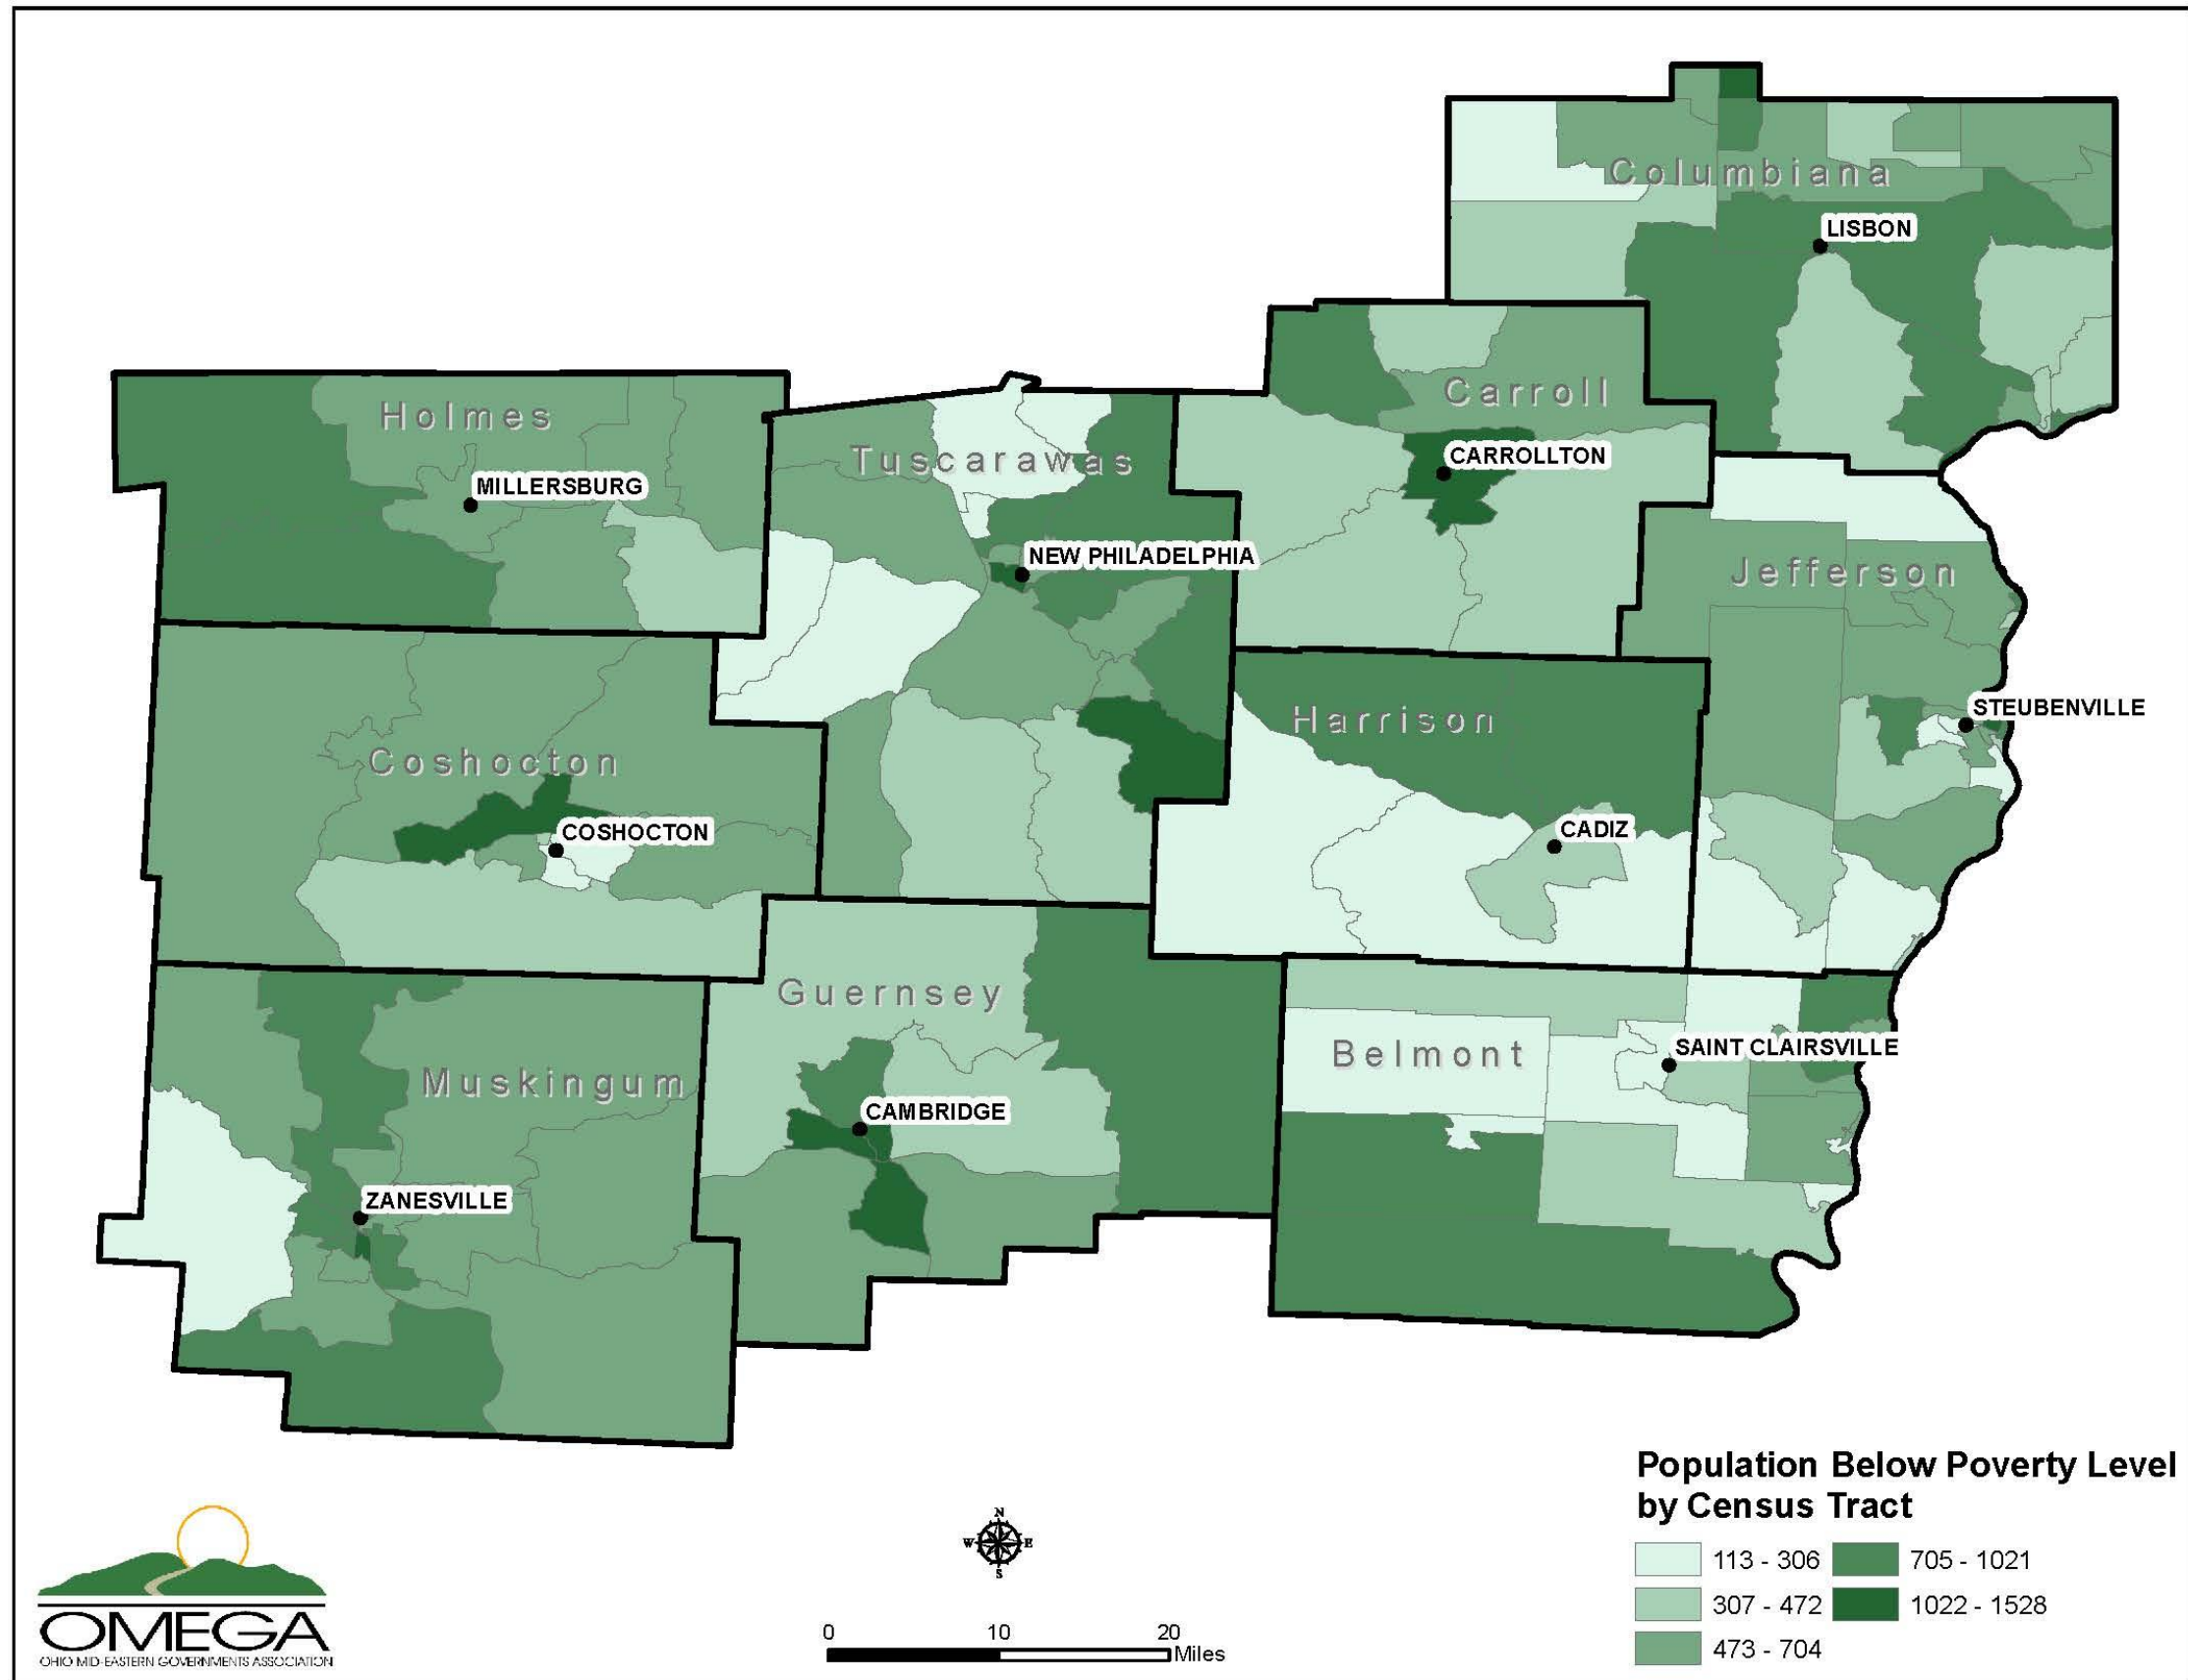 Columbiana
LISBON
Holmes
Carroll
Tuscarawas
CARROLLTON
MILLERSBURG
NEW PHILADELPHIA
Jefferson
STEUBENVILLE
Harrison
Coshocton
COSHOCTON
CADIZ
Guernsey
SAINT CLAIRSVILLE
Belmont
Muskingum
CAMBRIDGE
ZANESVILLE
Population Below Poverty Level
by Census Tract
113 - 306
705 - 1021
307 - 472
1022 - 1528
473 - 704
N
W E
S
0 10 20
Miles
OMEGA
OHIO MID-EASTERN GOVERNMENTS ASSOCIATION